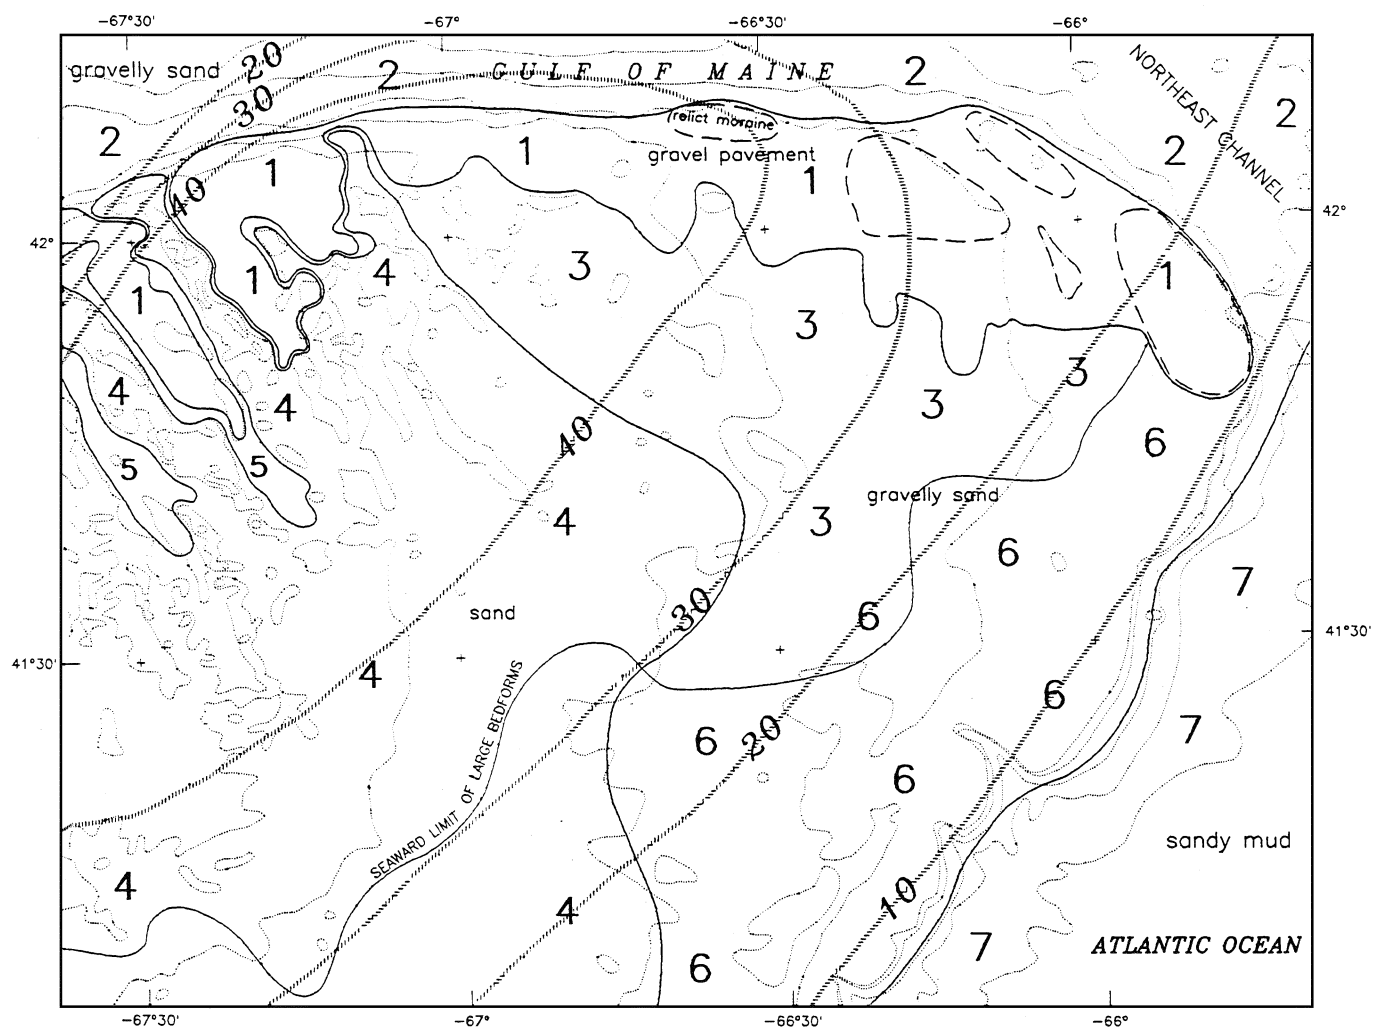 -67°30' -67° -66°30' -66°
gravelly sand 20 2 GULF OF MAINE 2 NORTHEAST CHANNEL
30 2
2 1 (relict moraine 2
gravel pavement
40 1 1 42°
42° 4 3 1
1 1 3
4 4 3 3
40 6
5 5
4 3 gravelly sand
6 7
sand 30 6
41°30' 41°30'
4 SEAWARD LIMIT OF LARGE BEDFORMS 6
6 20 7
6
sandy mud
4 10
4 7 ATLANTIC OCEAN
6
-67°30' -67° -66°30' -66°